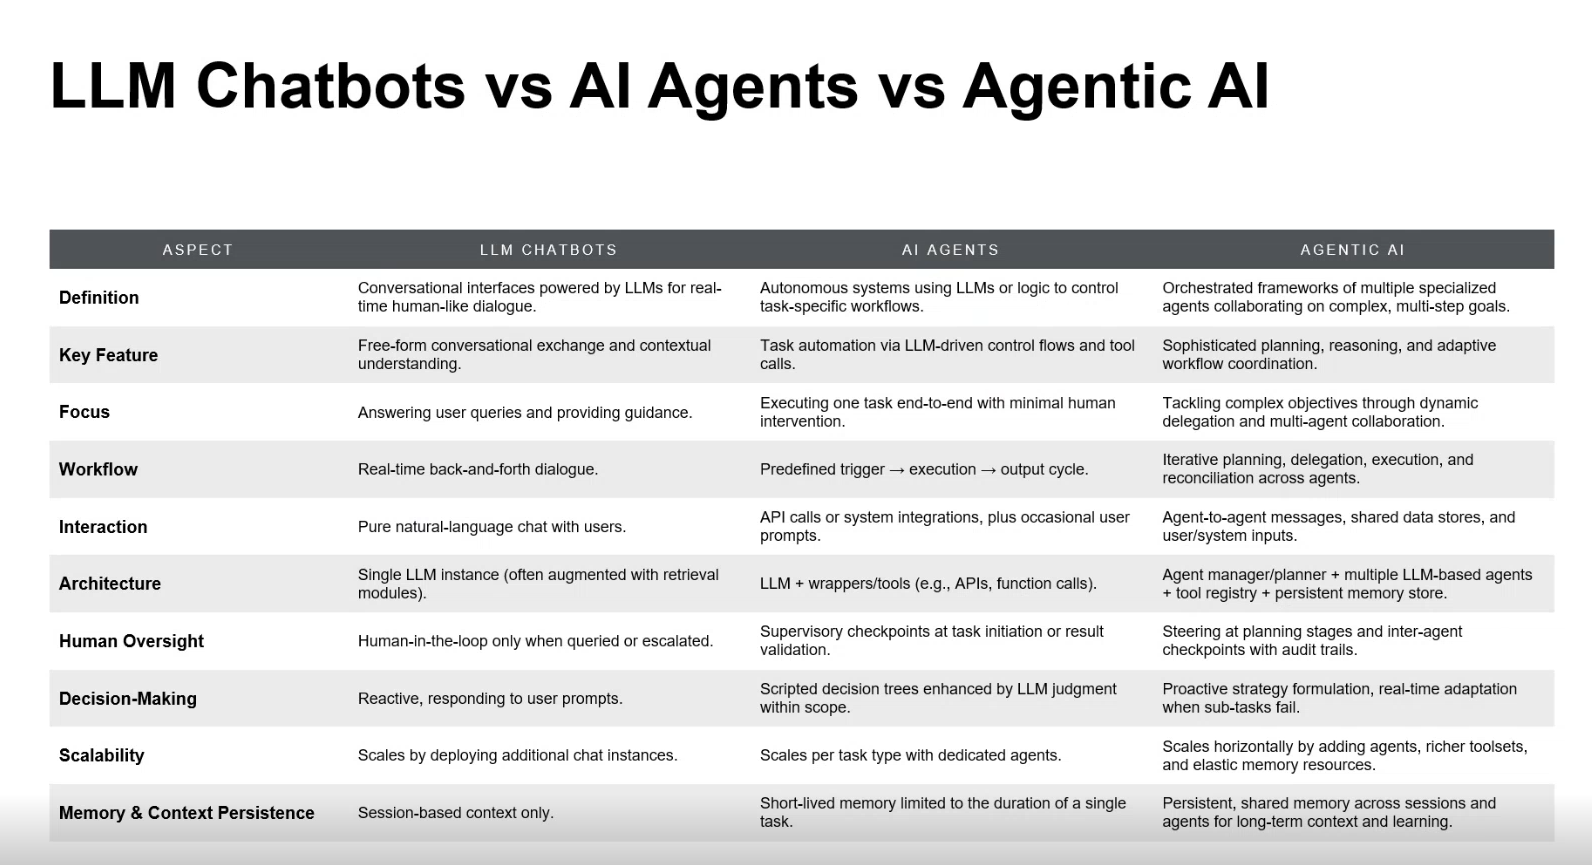 LLM Chatbots vs AI Agents vs Agentic AI
ASPECT
LLM CHATBOTS
AI AGENTS
AGENTIC AI
Definition
Conversational interfaces powered by LLMs for real-
time human-like dialogue.
Autonomous systems using LLMs or logic to control
task-specific workflows.
Orchestrated frameworks of multiple specialized
agents collaborating on complex, multi-step goals.
Key Feature
Free-form conversational exchange and contextual
understanding.
Task automation via LLM-driven control flows and tool
calls.
Sophisticated planning, reasoning, and adaptive
workflow coordination.
Focus
Answering user queries and providing guidance.
Executing one task end-to-end with minimal human
intervention.
Tackling complex objectives through dynamic
delegation and multi-agent collaboration.
Workflow
Real-time back-and-forth dialogue.
Predefined trigger → execution → output cycle.
Iterative planning, delegation, execution, and
reconciliation across agents.
Interaction
Pure natural-language chat with users.
API calls or system integrations, plus occasional user
prompts.
Agent-to-agent messages, shared data stores, and
user/system inputs.
Architecture
Single LLM instance (often augmented with retrieval
modules).
LLM + wrappers/tools (e.g., APIs, function calls).
Agent manager/planner + multiple LLM-based agents
+ tool registry + persistent memory store.
Human Oversight
Human-in-the-loop only when queried or escalated.
Supervisory checkpoints at task initiation or result
validation.
Steering at planning stages and inter-agent
checkpoints with audit trails.
Decision-Making
Reactive, responding to user prompts.
Scripted decision trees enhanced by LLM judgment
within scope.
Proactive strategy formulation, real-time adaptation
when sub-tasks fail.
Scalability
Scales by deploying additional chat instances.
Scales per task type with dedicated agents.
Scales horizontally by adding agents, richer toolsets,
and elastic memory resources.
Memory & Context Persistence
Session-based context only.
Short-lived memory limited to the duration of a single
task.
Persistent, shared memory across sessions and
agents for long-term context and learning.